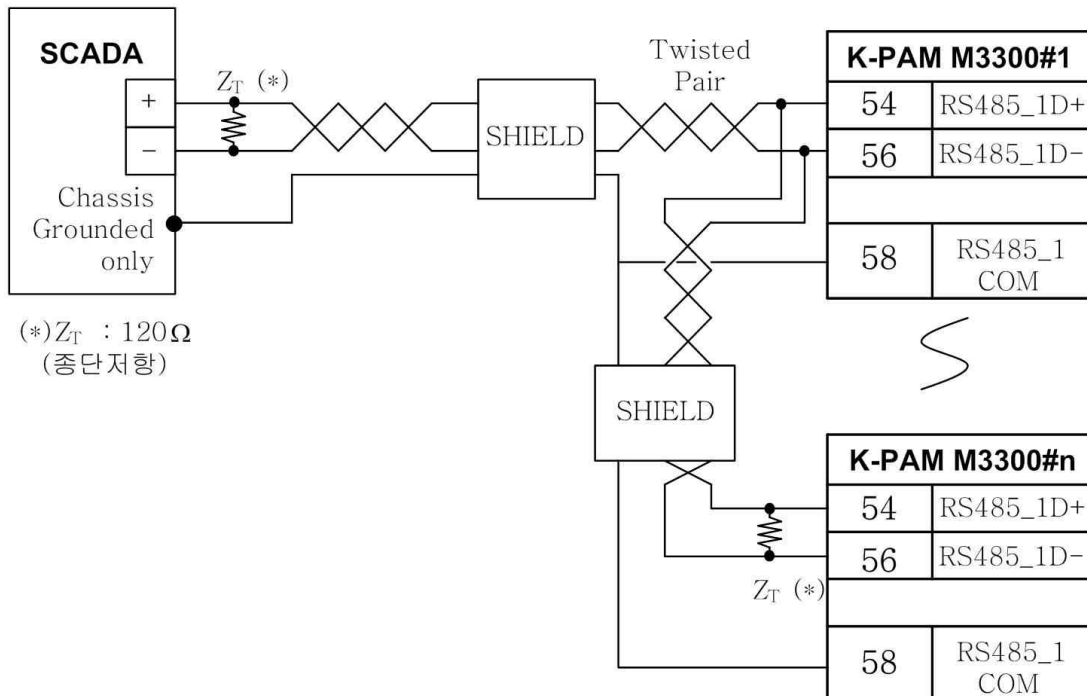 SCADA
+
−
Chassis
Grounded
only
Z_T (*)
(*)Z_T : 120Ω
(종단저항)
SHIELD
Twisted
Pair
K-PAM M3300#1
54 RS485_1D+
56 RS485_1D-
58 RS485_1
COM
SHIELD
K-PAM M3300#n
54 RS485_1D+
56 RS485_1D-
Z_T (*)
58 RS485_1
COM